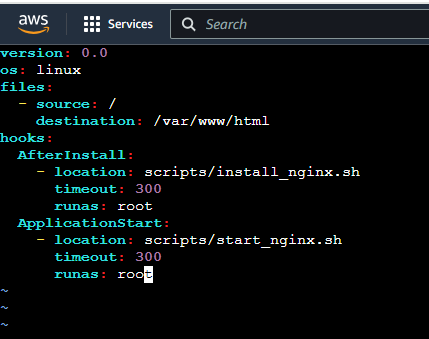 aws Services Search
version: 0.0
os: linux
files:
  - source: /
    destination: /var/www/html
hooks:
  AfterInstall:
    - location: scripts/install_nginx.sh
      timeout: 300
      runas: root
  ApplicationStart:
    - location: scripts/start_nginx.sh
      timeout: 300
      runas: root
~
~
~